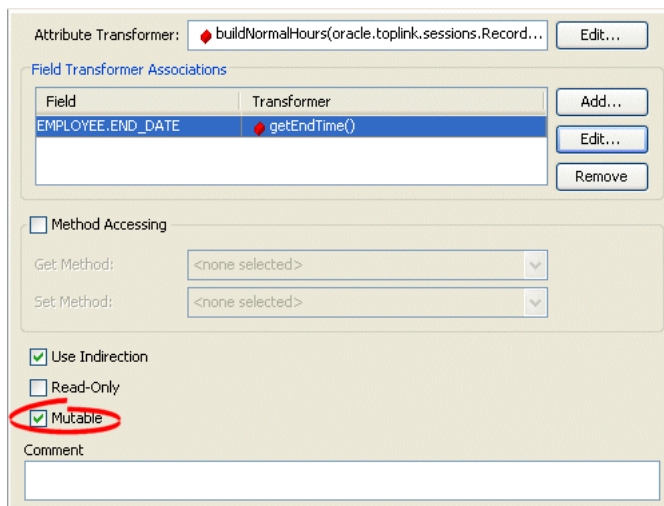 Attribute Transformer: buildNormalHours(oracle.toplink.sessions.Record... Edit...
Field Transformer Associations
Field Transformer Add...
EMPLOYEE.END_DATE getEndTime()
Edit...
Remove
Method Accessing
Get Method: <none selected>
Set Method: <none selected>
Use Indirection
Read-Only
Mutable
Comment